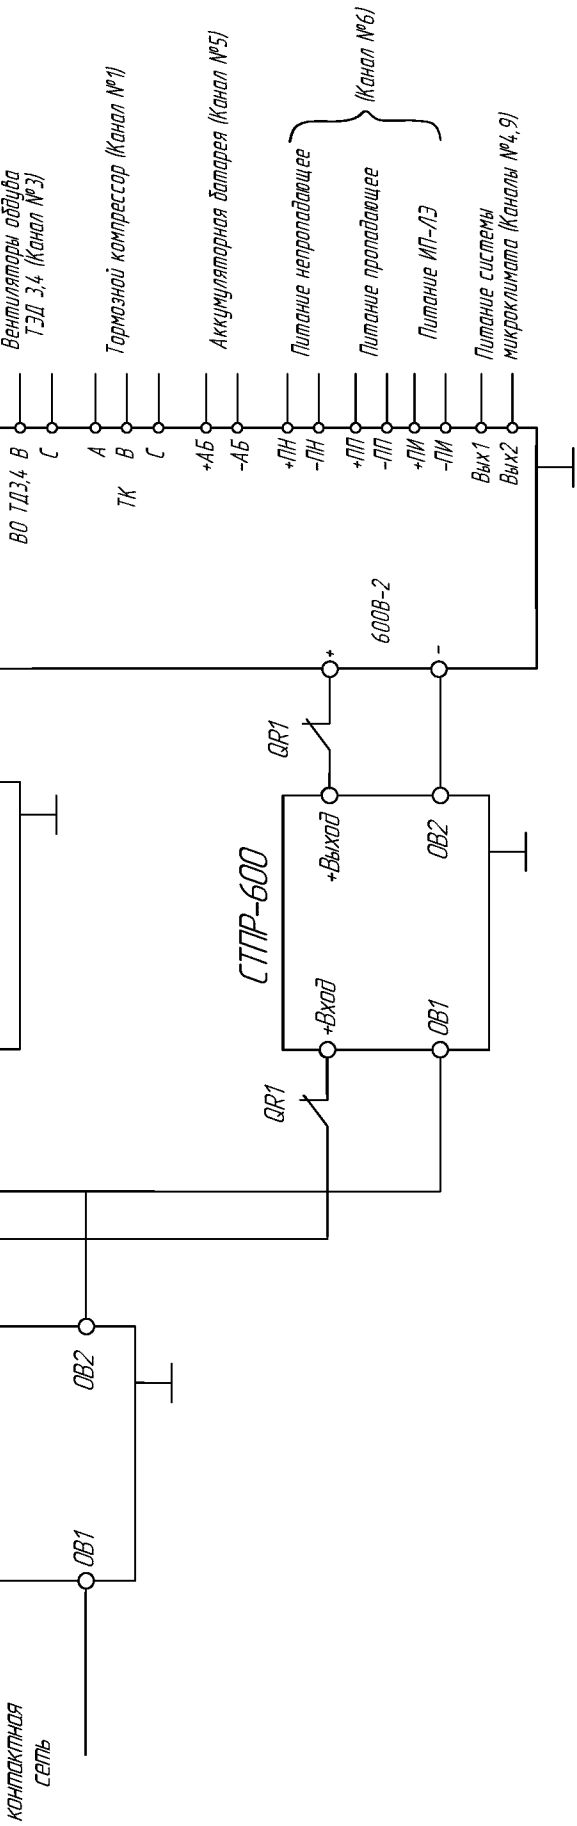 Вентиляторы обдува
ТЭД 3,4 (Канал №3)
Тормозной компрессор (Канал №1)
Аккумуляторная батарея (Канал №5)
Питание непропадающее
Питание пропадающее
Питание ИП-ЛЭ
(Канал №6)
Питание системы
микроклимата (Каналы №4,9)
ВО ТД3,4
В
С
ТК
А
В
С
+АБ
-АБ
+ПН
-ПН
+ПП
-ПП
+ПИ
-ПИ
Вых1
Вых2
+
600В-2
-
QR1
СТПР-600
+Выход
ОВ2
+Вход
ОВ1
QR1
ОВ2
ОВ1
контактная
сеть